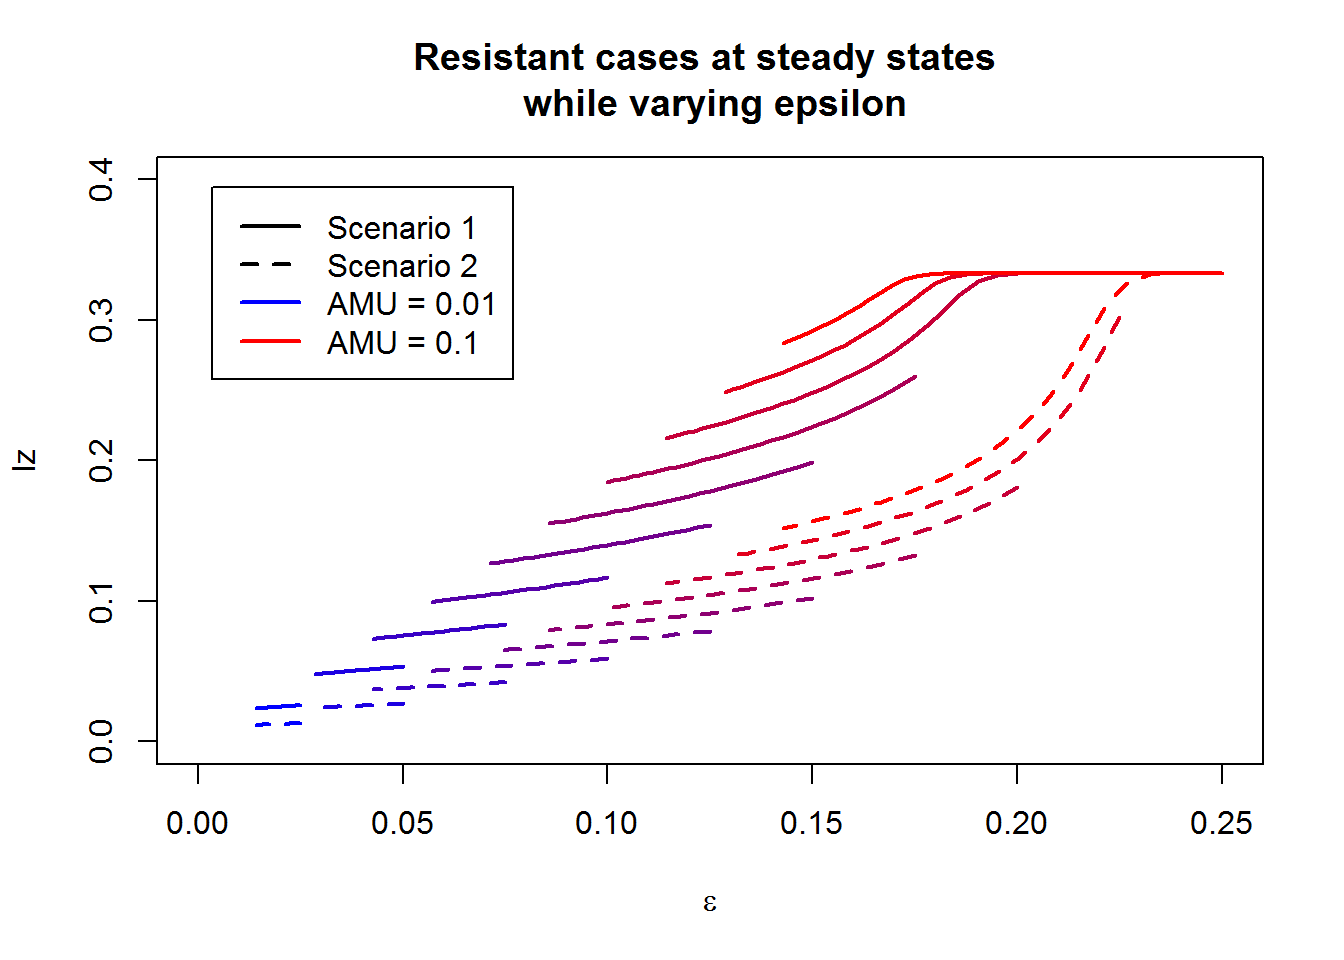 Resistant cases at steady states
while varying epsilon
Scenario 1
Scenario 2
AMU = 0.01
AMU = 0.1
Iz
0.4
0.3
0.2
0.1
0.0
0.00 0.05 0.10 0.15 0.20 0.25
ε